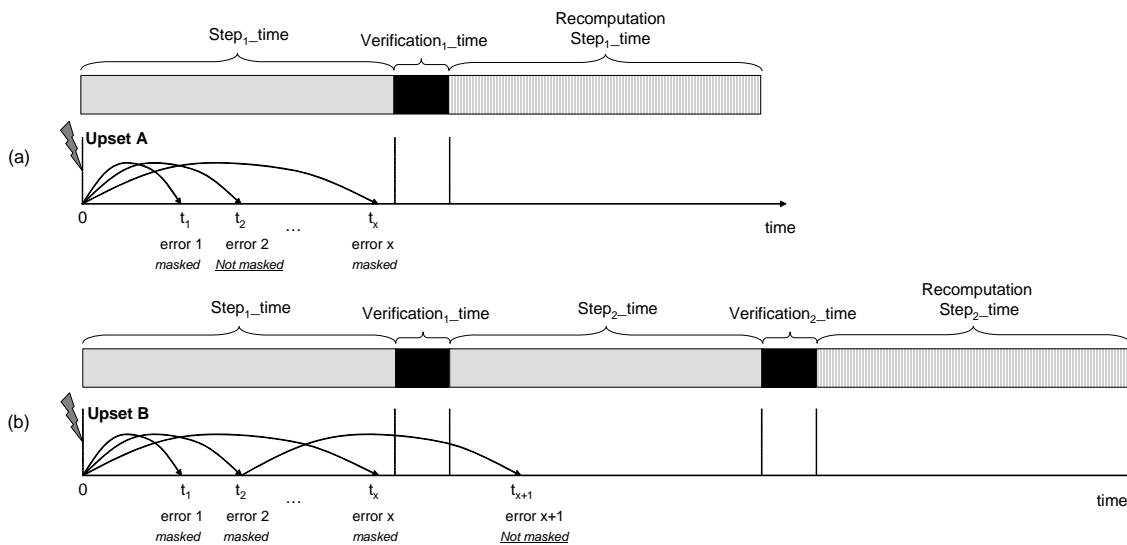 Recomputation
Step₁_time Verification₁_time Step₁_time
Upset A
(a)
0 t₁ t₂ … tₓ time
error 1 error 2 error x
masked Not masked masked
Recomputation
Step₁_time Verification₁_time Step₂_time Verification₂_time Step₂_time
Upset B
(b)
0 t₁ t₂ … tₓ tₓ₊₁ time
error 1 error 2 error x error x+1
masked masked masked Not masked